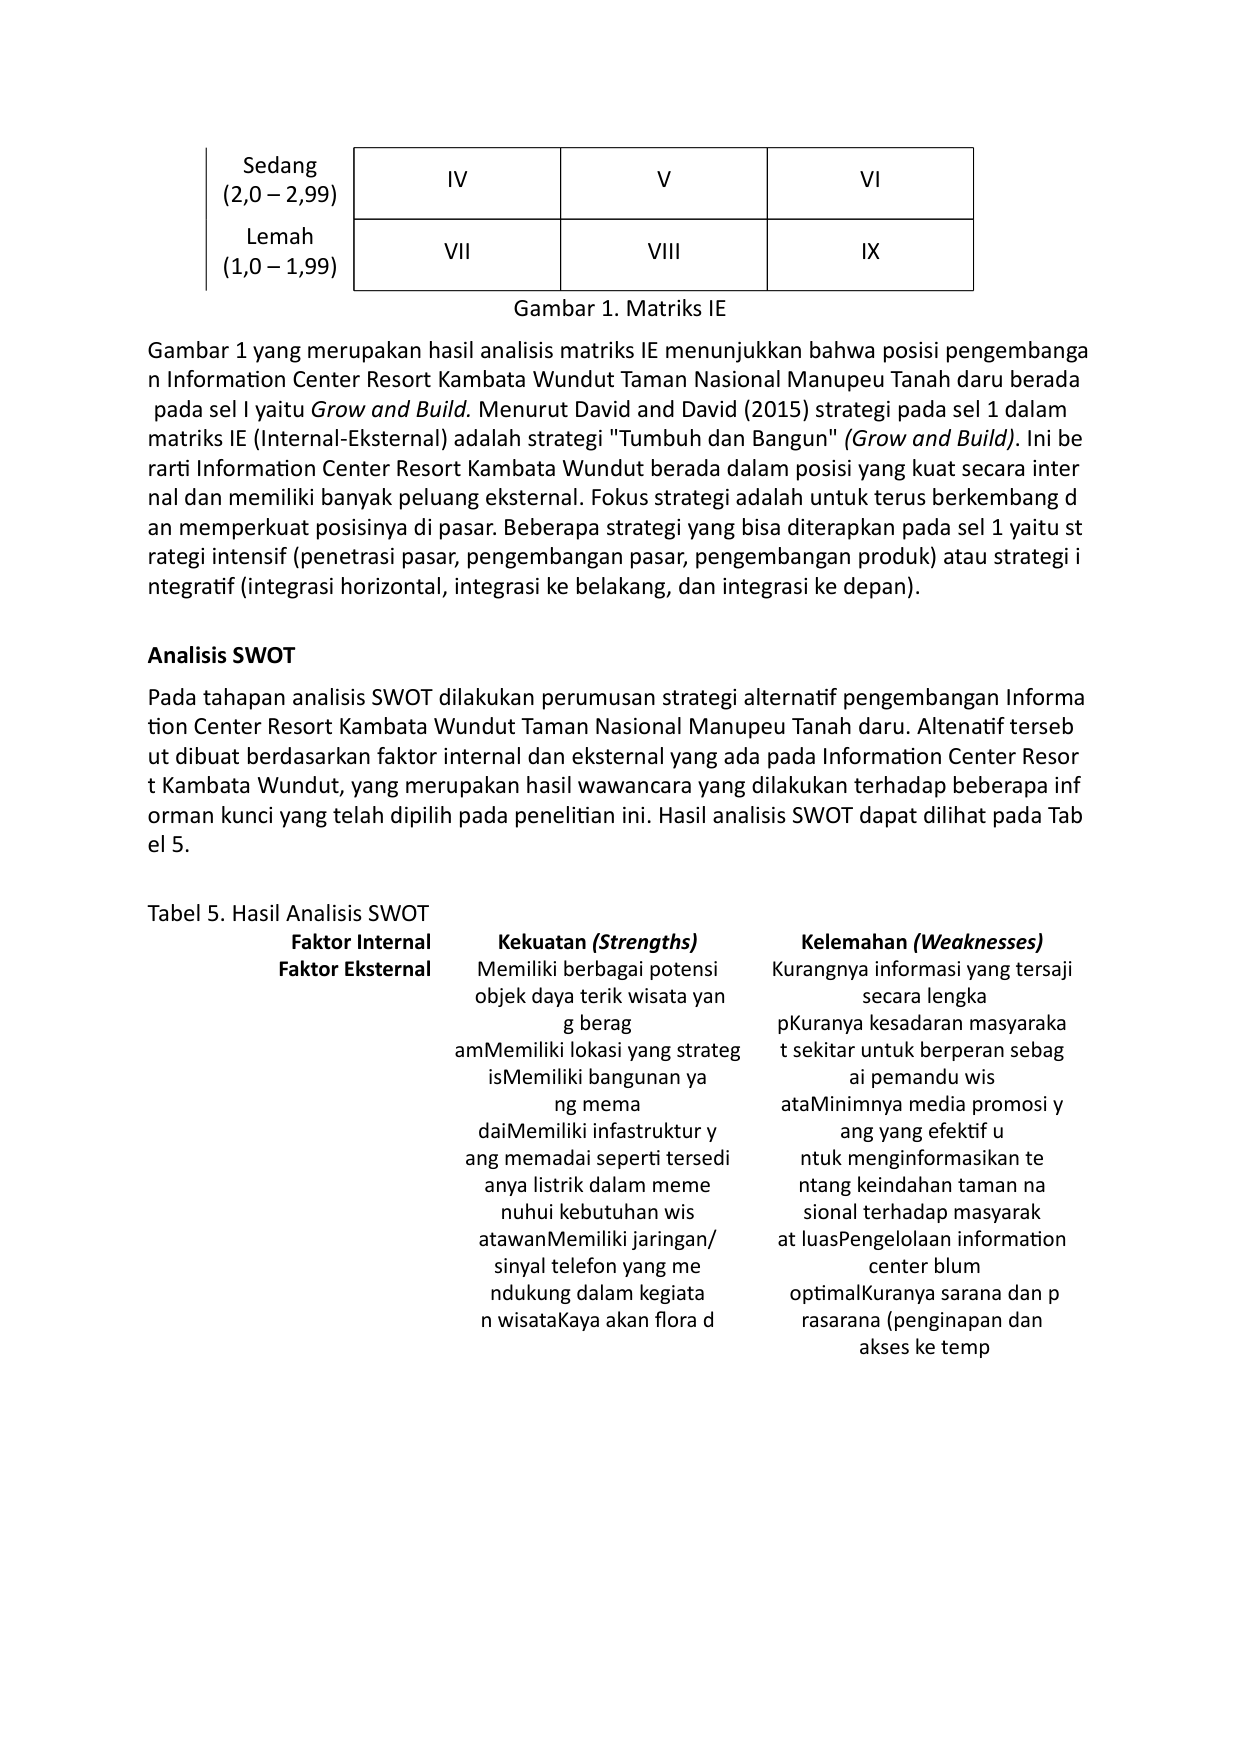 Sedang
(2,0 – 2,99)
IV
V
VI
Lemah
(1,0 – 1,99)
VII
VIII
IX
Gambar 1. Matriks IE
Gambar 1 yang merupakan hasil analisis matriks IE menunjukkan bahwa posisi pengembanga
n Information Center Resort Kambata Wundut Taman Nasional Manupeu Tanah daru berada
pada sel I yaitu Grow and Build. Menurut David and David (2015) strategi pada sel 1 dalam
matriks IE (Internal-Eksternal) adalah strategi "Tumbuh dan Bangun" (Grow and Build). Ini be
rarti Information Center Resort Kambata Wundut berada dalam posisi yang kuat secara inter
nal dan memiliki banyak peluang eksternal. Fokus strategi adalah untuk terus berkembang d
an memperkuat posisinya di pasar. Beberapa strategi yang bisa diterapkan pada sel 1 yaitu st
rategi intensif (penetrasi pasar, pengembangan pasar, pengembangan produk) atau strategi i
ntegratif (integrasi horizontal, integrasi ke belakang, dan integrasi ke depan).
Analisis SWOT
Pada tahapan analisis SWOT dilakukan perumusan strategi alternatif pengembangan Informa
tion Center Resort Kambata Wundut Taman Nasional Manupeu Tanah daru. Altenatif terseb
ut dibuat berdasarkan faktor internal dan eksternal yang ada pada Information Center Resor
t Kambata Wundut, yang merupakan hasil wawancara yang dilakukan terhadap beberapa inf
orman kunci yang telah dipilih pada penelitian ini. Hasil analisis SWOT dapat dilihat pada Tab
el 5.
Tabel 5. Hasil Analisis SWOT
Faktor Internal
Faktor Eksternal
Kekuatan (Strengths)
Memiliki berbagai potensi
objek daya terik wisata yan
g berag
amMemiliki lokasi yang strateg
isMemiliki bangunan ya
ng mema
daiMemiliki infastruktur y
ang memadai seperti tersedi
anya listrik dalam meme
nuhui kebutuhan wis
atawanMemiliki jaringan/
sinyal telefon yang me
ndukung dalam kegiata
n wisataKaya akan flora d
Kelemahan (Weaknesses)
Kurangnya informasi yang tersaji
secara lengka
pKuranya kesadaran masyaraka
t sekitar untuk berperan sebag
ai pemandu wis
ataMinimnya media promosi y
ang yang efektif u
ntuk menginformasikan te
ntang keindahan taman na
sional terhadap masyarak
at luasPengelolaan information
center blum
optimalKuranya sarana dan p
rasarana (penginapan dan
akses ke temp